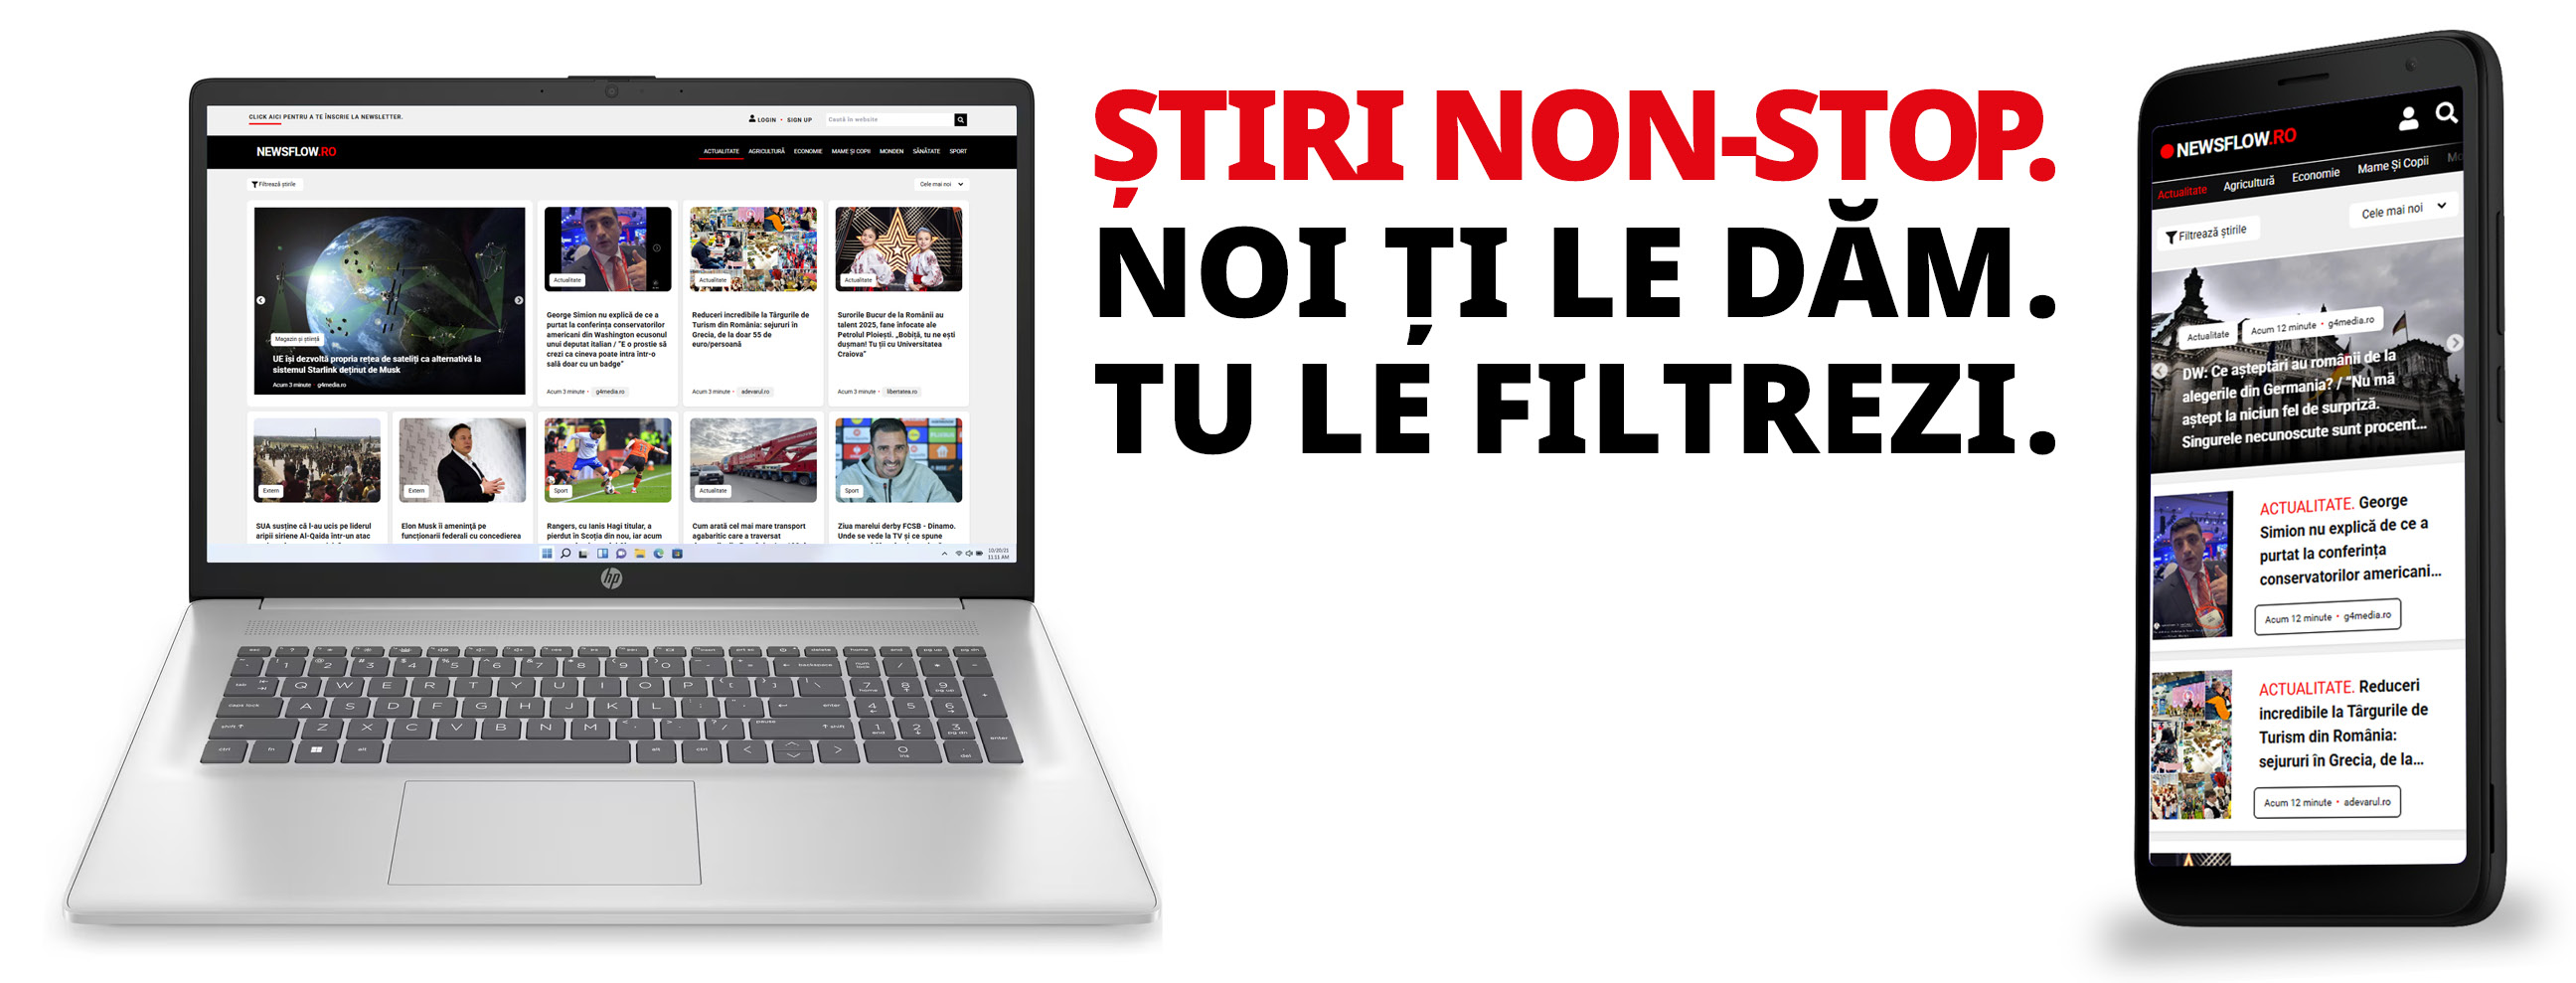 CLICK AICI PENTRU A TE ÎNSCRIE LA NEWSLETTER.
LOGIN • SIGN UP
Caută în website
NEWSFLOW.RO
ACTUALITATE AGRICULTURĂ ECONOMIE MAME ȘI COPII MONDEN SĂNĂTATE SPORT
Filtrează știrile
Cele mai noi
Magazin și știință
UE își dezvoltă propria rețea de sateliți ca alternativă la
sistemul Starlink deținut de Musk
Acum 3 minute • g4media.ro
Actualitate
George Simion nu explică de ce a
purtat la conferința conservatorilor
americani din Washington ecusonul
unui deputat italian / "E o prostie să
crezi ca cineva poate intra într-o
sală doar cu un badge"
Acum 3 minute • g4media.ro
Actualitate
Reduceri incredibile la Târgurile de
Turism din România: sejururi în
Grecia, de la doar 55 de
euro/persoană
Acum 3 minute • adevarul.ro
Actualitate
Surorile Bucur de la Românii au
talent 2025, fane înfocate ale
Petrolul Ploiești. „Bobiță, tu ne ești
dușman! Tu ții cu Universitatea
Craiova"
Acum 3 minute • libertatea.ro
Extern
SUA susține că l-au ucis pe liderul
aripii siriene Al-Qaida într-un atac
Extern
Elon Musk îi amenință pe
funcționarii federali cu concedierea
Sport
Rangers, cu Ianis Hagi titular, a
pierdut în Scoția din nou, iar acum
Actualitate
Cum arată cel mai mare transport
agabaritic care a traversat
Sport
Ziua marelui derby FCSB - Dinamo.
Unde se vede la TV și ce spune
10/20/21
11:11 AM
hp
ȘTIRI NON-STOP.
NOI ȚI LE DĂM.
TU LE FILTREZI.
NEWSFLOW.RO
Actualitate Agricultură Economie Mame Și Copii Mo
Filtrează știrile
Cele mai noi
Actualitate
Acum 12 minute • g4media.ro
DW: Ce așteptări au românii de la
alegerile din Germania? / "Nu mă
aștept la niciun fel de surpriză.
Singurele necunoscute sunt procent...
ACTUALITATE. George
Simion nu explică de ce a
purtat la conferința
conservatorilor americani...
Acum 12 minute • g4media.ro
ACTUALITATE. Reduceri
incredibile la Târgurile de
Turism din România:
sejururi în Grecia, de la...
Acum 12 minute • adevarul.ro